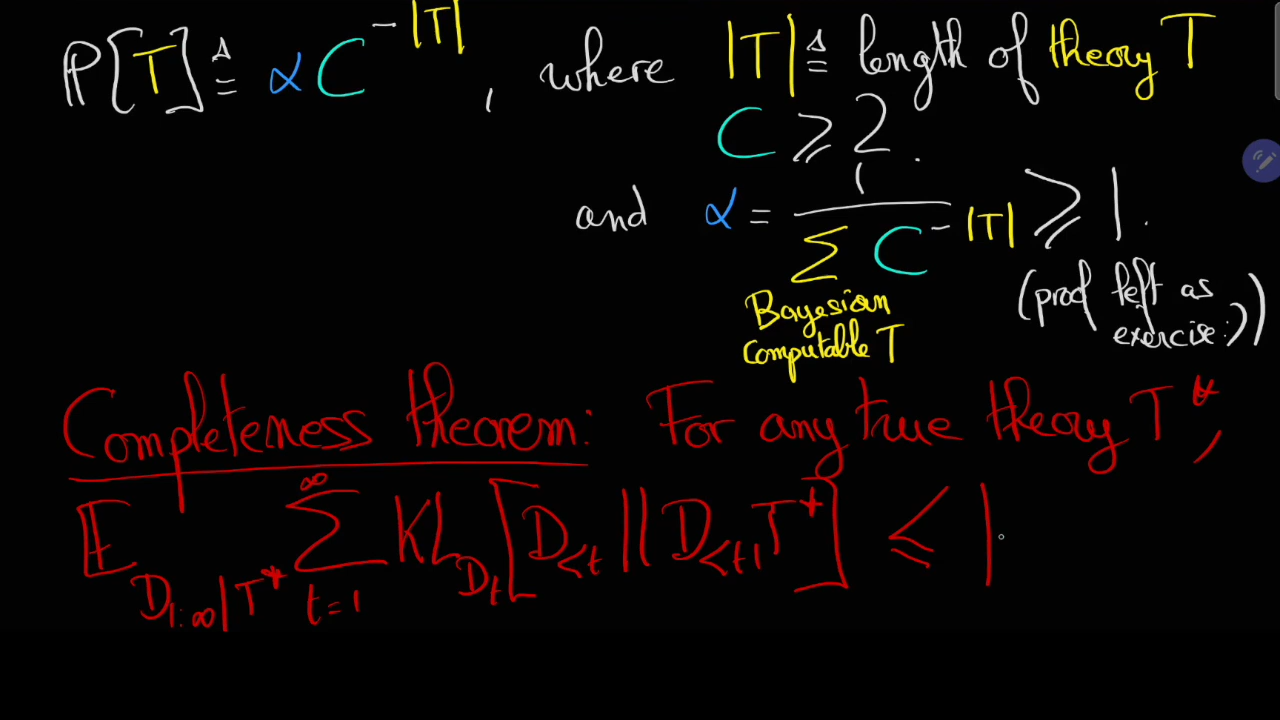 ℙ[T] ≜ α C^{-|T|}, where |T| ≜ length of theory T
C ⩾ 2.
and α = 1 / ∑ C^{-|T|} ⩾ 1.
Bayesian
computable T
(proof left as
exercise :))
Completeness theorem: For any true theory T*,
𝔼_{D_{1:∞}|T*} ∑_{t=1}^{∞} KL_{D_t} [D_{<t} || D_{<t}, T*] ≤ |